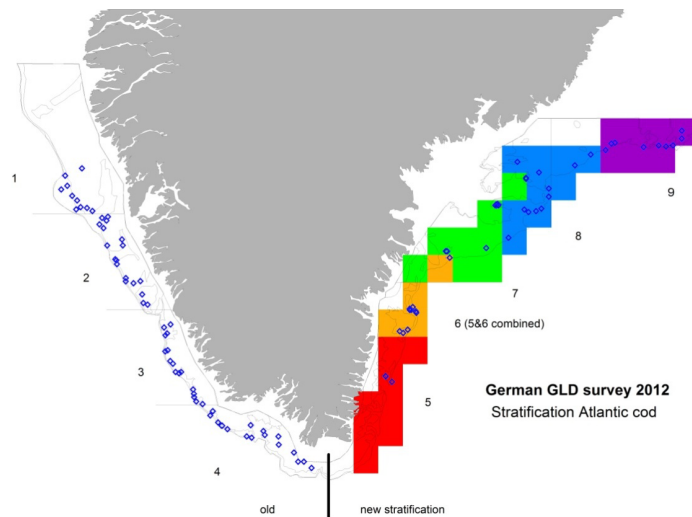 1
9
8
2
7
6 (5&6 combined)
3
German GLD survey 2012
5
Stratification Atlantic cod
4
old
new stratification